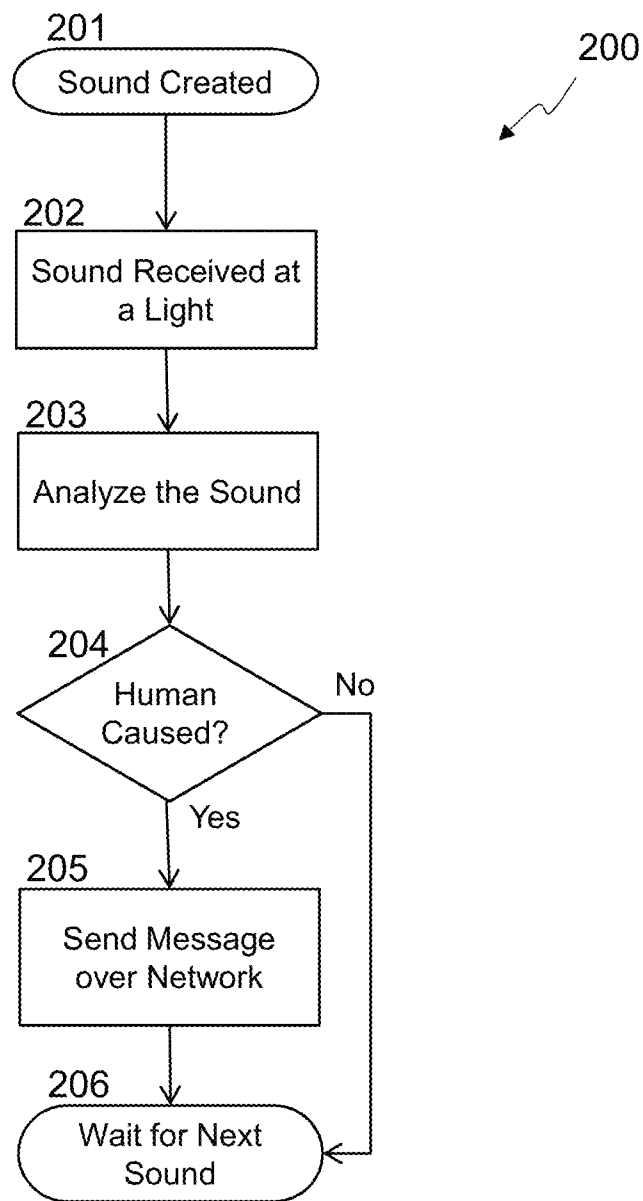 201
200
Sound Created
202
Sound Received at
a Light
203
Analyze the Sound
204
No
Human
Caused?
Yes
205
Send Message
over Network
206
Wait for Next
Sound